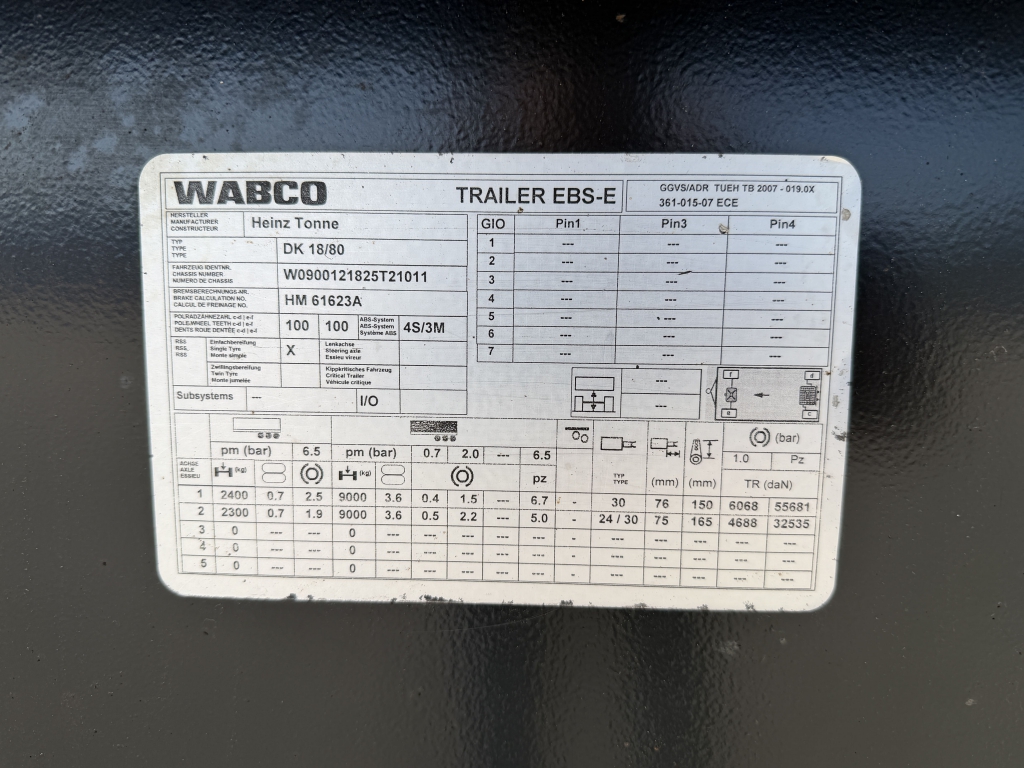 WABCO
TRAILER EBS-E
GGVS/ADR TUEH TB 2007 - 019.0X
361-015-07 ECE
HERSTELLER
MANUFACTURER
CONSTRUCTEUR
Heinz Tonne
TYP
TYPE
TYPE
DK 18/80
FAHRZEUG IDENTNR.
CHASSIS NUMBER
NUMERO DE CHASSIS
W0900121825T21011
BREMSBERECHNUNGS-NR.
BRAKE CALCULATION NO.
CALCUL DE FREINAGE NO.
HM 61623A
POLRADZÄHNEZAHL c-d | e-f
POLEWHEEL TEETH c-d | e-f
DENTS ROUE DENTÉE c-d | e-f
100 100
ABS-System
ABS-System
Système ABS
4S/3M
RSS
RSS,
RSS
Einfachbereifung
Single Tyre
Monte simple
X
Lenkachse
Steering axle
Essieu vireur
Zwillingsbereifung
Twin Tyre
Monte jumelée
Kippkritisches Fahrzeug
Critical Trailer
Véhicule critique
Subsystems --- I/O
GIO Pin1 Pin3 Pin4
1 --- --- ---
2 --- --- ---
3 --- --- ---
4 --- --- ---
5 --- --- ---
6 --- --- ---
7 --- --- ---
---
---
f d
e c
pm (bar) 6.5 pm (bar) 0.7 2.0 --- 6.5
(bar)
1.0 Pz
ACHSE
AXLE
ESSIEU
(kg) (kg) pz
TYP
TYPE
(mm) (mm) TR (daN)
1 2400 0.7 2.5 9000 3.6 0.4 1.5 --- 6.7 - 30 76 150 6068 55681
2 2300 0.7 1.9 9000 3.6 0.5 2.2 --- 5.0 - 24 / 30 75 165 4688 32535
3 0 --- --- 0 --- --- --- --- --- - --- --- --- --- ---
4 0 --- --- 0 --- --- --- --- --- - --- --- --- --- ---
5 0 --- --- 0 --- --- --- --- --- - --- --- --- --- ---